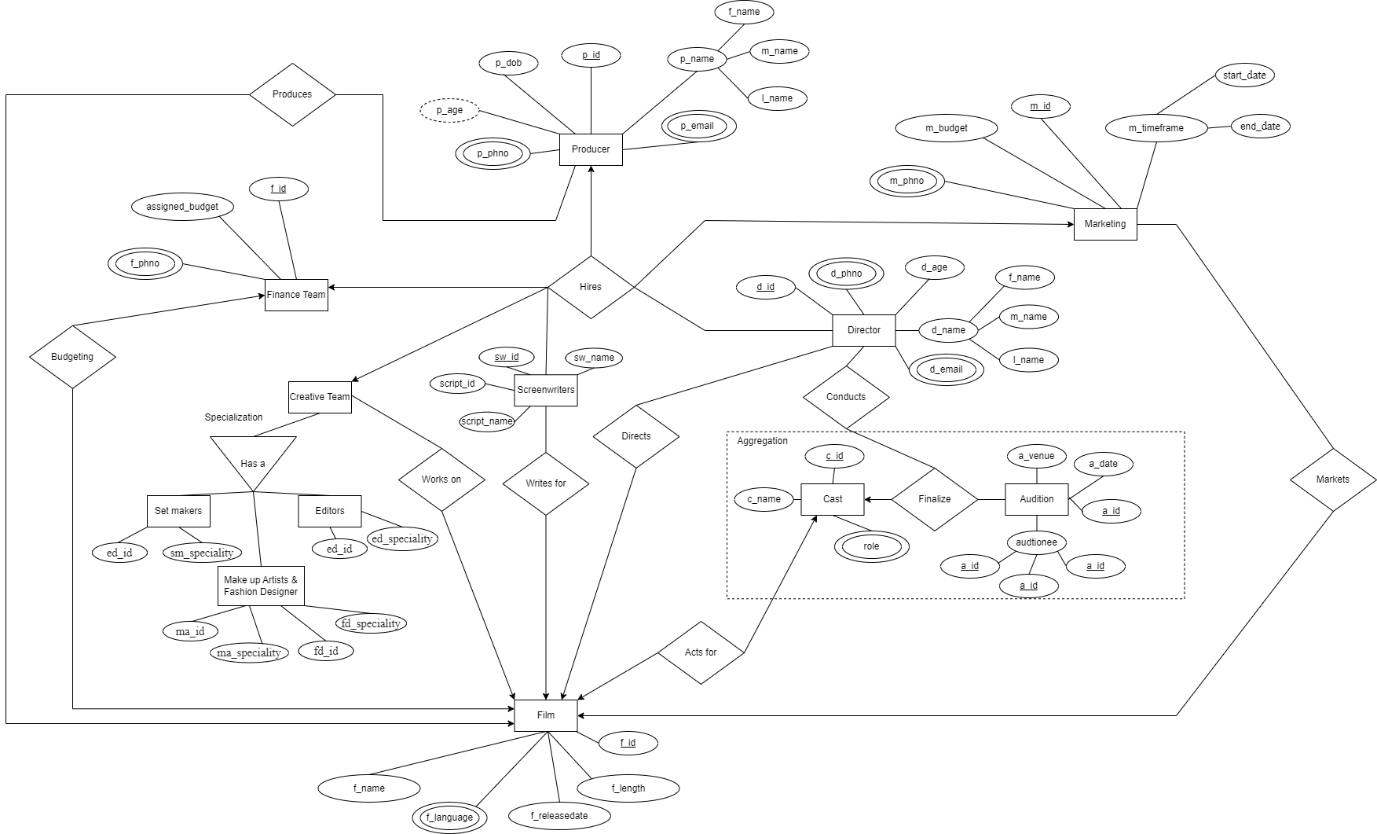 f_name
p_id
m_name
p_dob
p_name
start_date
Produces
l_name
m_id
p_age
p_email
m_budget
m_timeframe
end_date
p_phno
Producer
m_phno
f_id
assigned_budget
Marketing
f_phno
d_phno
d_age
f_name
Finance Team
Hires
d_id
m_name
Director
d_name
Budgeting
sw_id
sw_name
l_name
d_email
script_id
Screenwriters
Creative Team
Conducts
Specialization
script_name
Directs
Aggregation
c_id
a_venue
a_date
Has a
Works on
Writes for
Markets
c_name
Cast
Finalize
Audition
a_id
Set makers
Editors
ed_id
sm_speciality
ed_id
ed_speciality
role
audtionee
a_id
a_id
a_id
Make up Artists &
Fashion Designer
ma_id
fd_speciality
ma_speciality
fd_id
Acts for
Film
f_id
f_name
f_length
f_language
f_releasedate